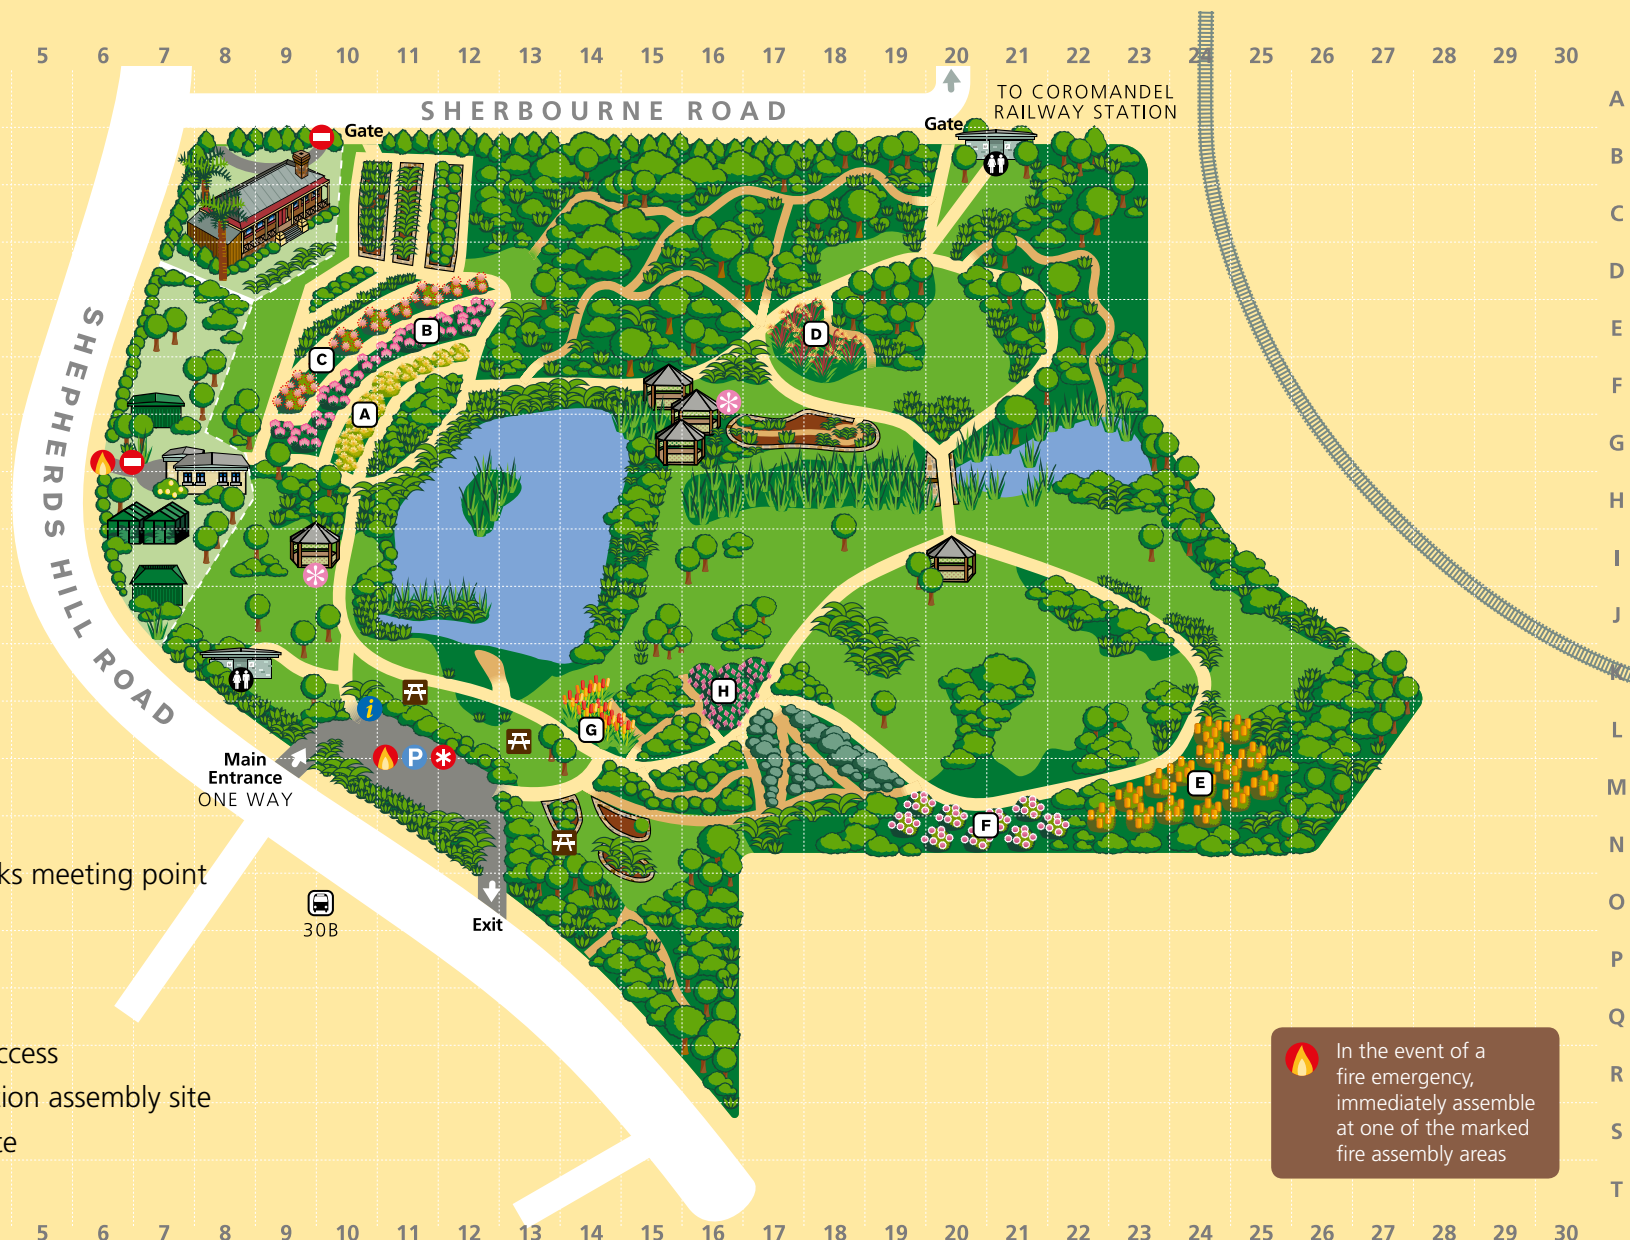 5 6 7 8 9 10 11 12 13 14 15 16 17 18 19 20 21 22 23 24 25 26 27 28 29 30
TO COROMANDEL
RAILWAY STATION
SHERBOURNE ROAD
Gate
Gate
A
B
C
D
E
F
G
H
I
J
K
L
M
N
O
P
Q
R
S
T
SHEPHERDS HILL ROAD
B
C
A
D
H
G
E
F
i
P
*
Main
Entrance
ONE WAY
ks meeting point
30B
Exit
ccess
tion assembly site
te
In the event of a
fire emergency,
immediately assemble
at one of the marked
fire assembly areas
5 6 7 8 9 10 11 12 13 14 15 16 17 18 19 20 21 22 23 24 25 26 27 28 29 30